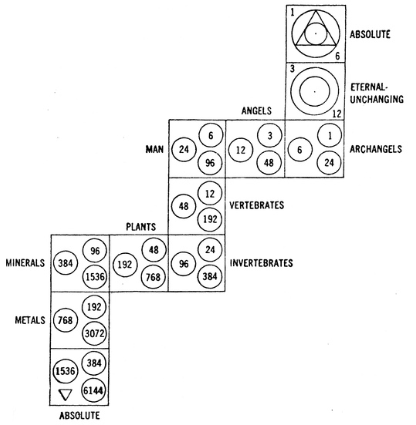 1
ABSOLUTE
6
3
ETERNAL-
UNCHANGING
12
ANGELS
MAN
24 6 96
12 3 48
6 1 24
ARCHANGELS
48 12 192
VERTEBRATES
PLANTS
MINERALS
384 96 1536
192 48 768
96 24 384
INVERTEBRATES
METALS
768 192 3072
1536 384 6144
ABSOLUTE